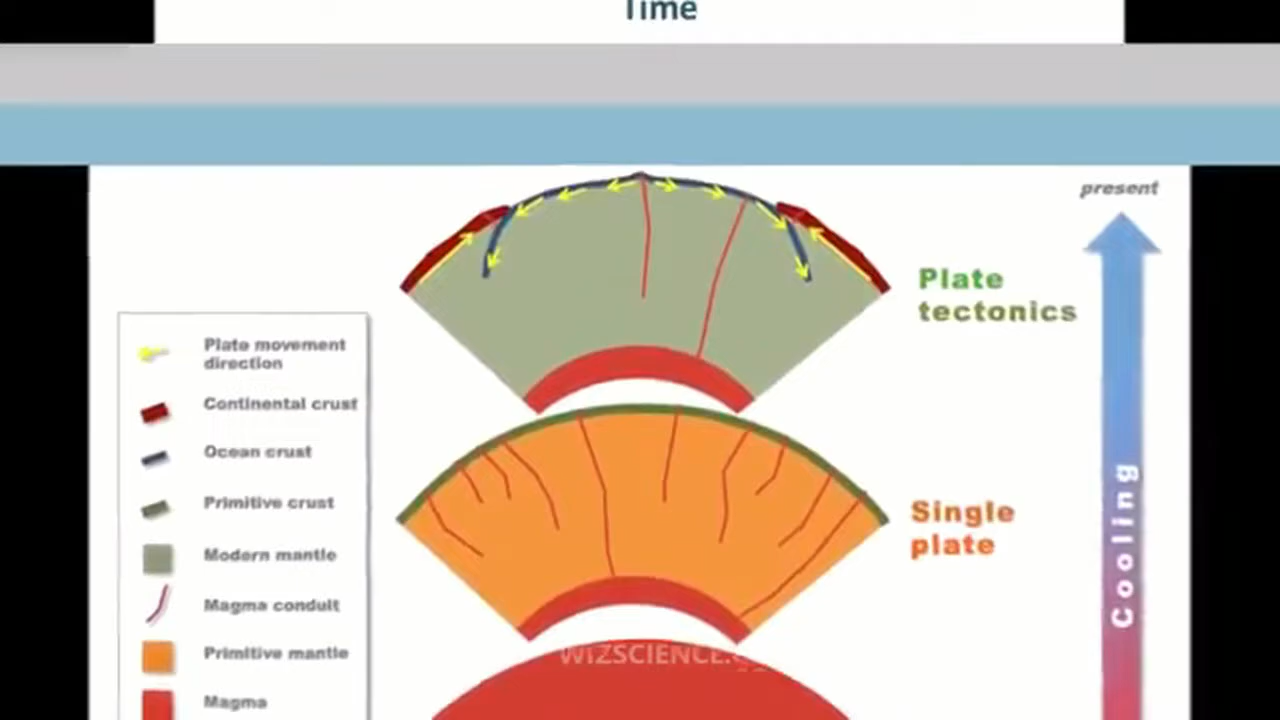 Time
present
Plate
tectonics
Plate movement
direction
Continental crust
Ocean crust
Primitive crust
Modern mantle
Magma conduit
Primitive mantle
Magma
Single
plate
Cooling
WIZSCIENCE.